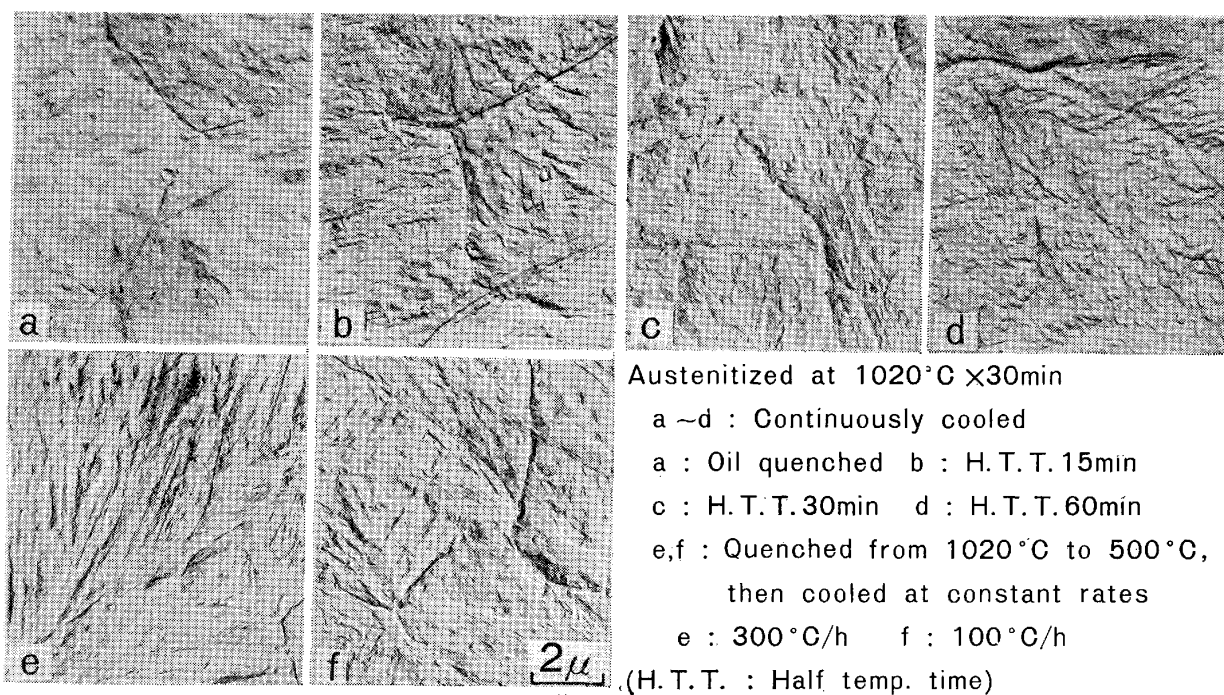 a
b
c
d
e
f
2μ
Austenitized at 1020°C ×30min
a ~d : Continuously cooled
a : Oil quenched b : H.T.T.15min
c : H.T.T.30min d : H.T.T.60min
e,f : Quenched from 1020°C to 500°C,
then cooled at constant rates
e : 300°C/h f : 100°C/h
(H.T.T. : Half temp. time)